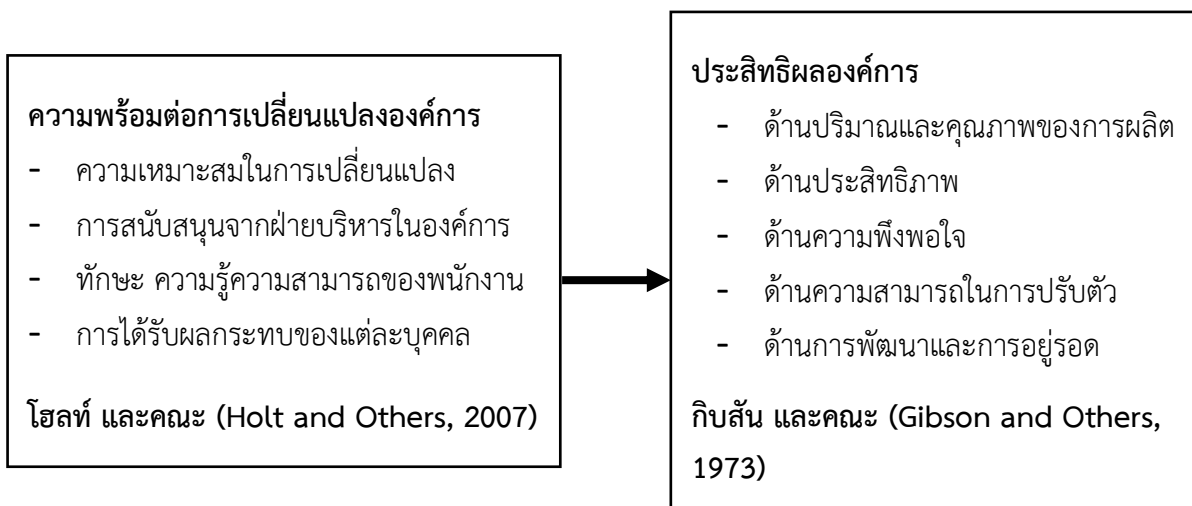 ความพร้อมต่อการเปลี่ยนแปลงองค์การ
- ความเหมาะสมในการเปลี่ยนแปลง
- การสนับสนุนจากฝ่ายบริหารในองค์การ
- ทักษะ ความรู้ความสามารถของพนักงาน
- การได้รับผลกระทบของแต่ละบุคคล
โฮลท์ และคณะ (Holt and Others, 2007)
ประสิทธิผลองค์การ
- ด้านปริมาณและคุณภาพของการผลิต
- ด้านประสิทธิภาพ
- ด้านความพึงพอใจ
- ด้านความสามารถในการปรับตัว
- ด้านการพัฒนาและการอยู่รอด
กิบสัน และคณะ (Gibson and Others,
1973)